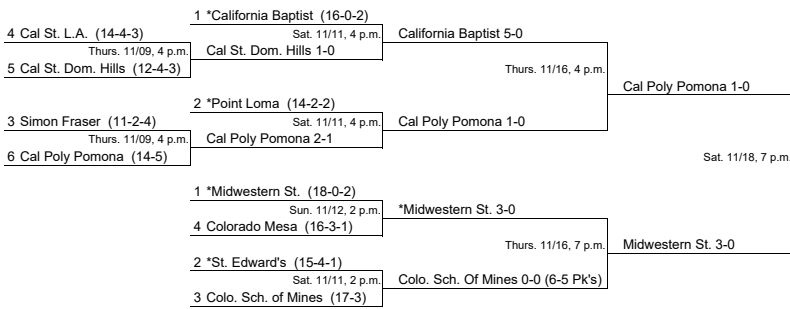 1 *California Baptist (16-0-2)
4 Cal St. L.A. (14-4-3)
Sat. 11/11, 4 p.m.
California Baptist 5-0
Thurs. 11/09, 4 p.m.
Cal St. Dom. Hills 1-0
5 Cal St. Dom. Hills (12-4-3)
Thurs. 11/16, 4 p.m.
Cal Poly Pomona 1-0
2 *Point Loma (14-2-2)
3 Simon Fraser (11-2-4)
Sat. 11/11, 4 p.m.
Cal Poly Pomona 1-0
Thurs. 11/09, 4 p.m.
Cal Poly Pomona 2-1
6 Cal Poly Pomona (14-5)
Sat. 11/18, 7 p.m.
1 *Midwestern St. (18-0-2)
Sun. 11/12, 2 p.m.
*Midwestern St. 3-0
4 Colorado Mesa (16-3-1)
Thurs. 11/16, 7 p.m.
Midwestern St. 3-0
2 *St. Edward's (15-4-1)
Sat. 11/11, 2 p.m.
Colo. Sch. Of Mines 0-0 (6-5 Pk's)
3 Colo. Sch. of Mines (17-3)